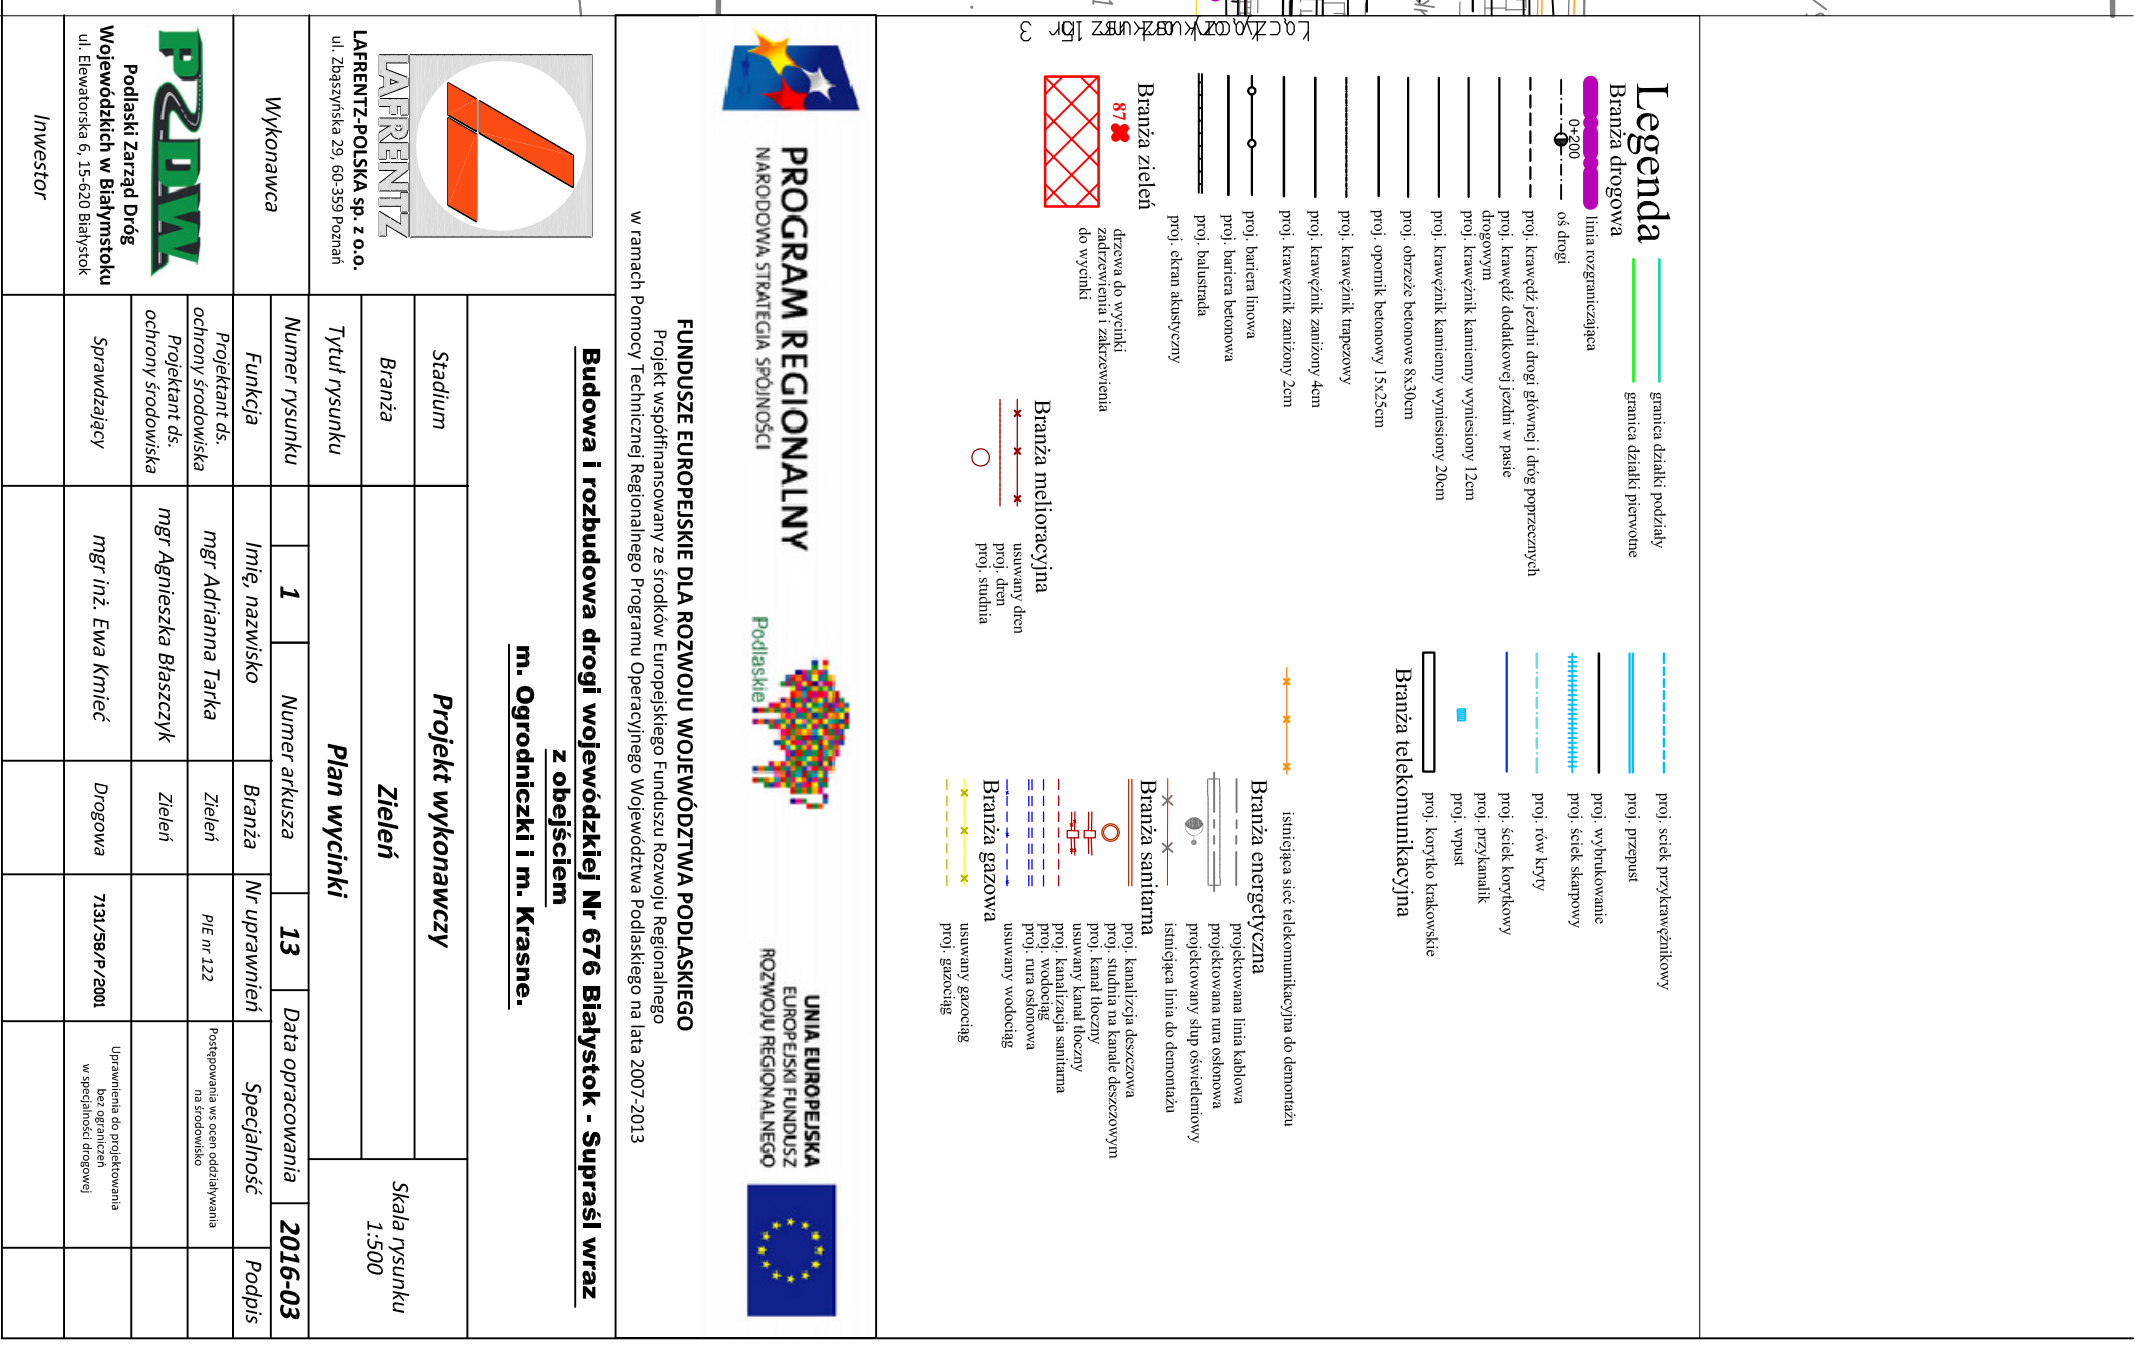 Legenda
granica działki podziały
granica działki pierwotne
Branża drogowa
linia rozgraniczająca
0+200
oś drogi
proj. krawędź jezdni drogi głównej i dróg poprzecznych
proj. krawędź dodatkowej jezdni w pasie
drogowym
proj. krawężnik kamienny wyniesiony 12cm
proj. krawężnik kamienny wyniesiony 20cm
proj. obrzeże betonowe 8x30cm
proj. opornik betonowy 15x25cm
proj. krawężnik trapezowy
proj. krawężnik zaniżony 4cm
proj. krawęznik zaniżony 2cm
proj. bariera linowa
proj. bariera betonowa
proj. balustrada
proj. ekran akustyczny
Branża zieleń
87
drzewa do wycinki
zadrzewienia i zakrzewienia
do wycinki
Branża melioracyjna
usuwany dren
proj. dren
proj. studnia
proj. sciek przykrawężnikowy
proj. przepust
proj. wybrukowanie
proj. ściek skarpowy
proj. rów kryty
proj. ściek korytkowy
proj. przykanalik
proj. wpust
proj. korytko krakowskie
Branża telekomunikacyjna
istniejąca sieć telekomunikacyjna do demontażu
Branża energetyczna
projektowana linia kablowa
projektowana rura osłonowa
projektowany słup oświetleniowy
istniejąca linia do demontażu
Branża sanitarna
proj. kanalizcja deszczowa
proj. studnia na kanale deszczowym
proj. kanał tłoczny
usuwany kanał tłoczny
proj. kanalizacja sanitarna
proj. wodociąg
proj. rura osłonowa
usuwany wodociąg
Branża gazowa
usuwany gazociąg
proj. gazociąg
PROGRAM REGIONALNY
NARODOWA STRATEGIA SPÓJNOŚCI
Podlaskie
UNIA EUROPEJSKA
EUROPEJSKI FUNDUSZ
ROZWOJU REGIONALNEGO
FUNDUSZE EUROPEJSKIE DLA ROZWOJU WOJEWÓDZTWA PODLASKIEGO
Projekt współfinansowany ze środków Europejskiego Funduszu Rozwoju Regionalnego
w ramach Pomocy Technicznej Regionalnego Programu Operacyjnego Województwa Podlaskiego na lata 2007-2013
Budowa i rozbudowa drogi wojewódzkiej Nr 676 Białystok - Supraśl wraz
z obejściem
m. Ogrodniczki i m. Krasne.
LAFRENTZ
LAFRENTZ-POLSKA sp. z o.o.
ul. Zbąszyńska 29, 60-359 Poznań
Wykonawca
Stadium
Projekt wykonawczy
Branża
Zieleń
Skala rysunku
1:500
Tytuł rysunku
Plan wycinki
Numer rysunku
1
Numer arkusza
13
Data opracowania
2016-03
Funkcja
Imię, nazwisko
Branża
Nr uprawnień
Specjalność
Podpis
Projektant ds.
ochrony środowiska
mgr Adrianna Tarka
Zieleń
PIE nr 122
Postępowania ws ocen oddziaływania
na środowisko
Projektant ds.
ochrony środowiska
mgr Agnieszka Błaszczyk
Zieleń
Sprawdzający
mgr inż. Ewa Kmieć
Drogowa
7131/58/P/2001
Uprawnienia do projektowania
bez ograniczeń
w specjalności drogowej
PZDW
Podlaski Zarząd Dróg
Wojewódzkich w Białymstoku
ul. Elewatorska 6, 15-620 Białystok
Inwestor